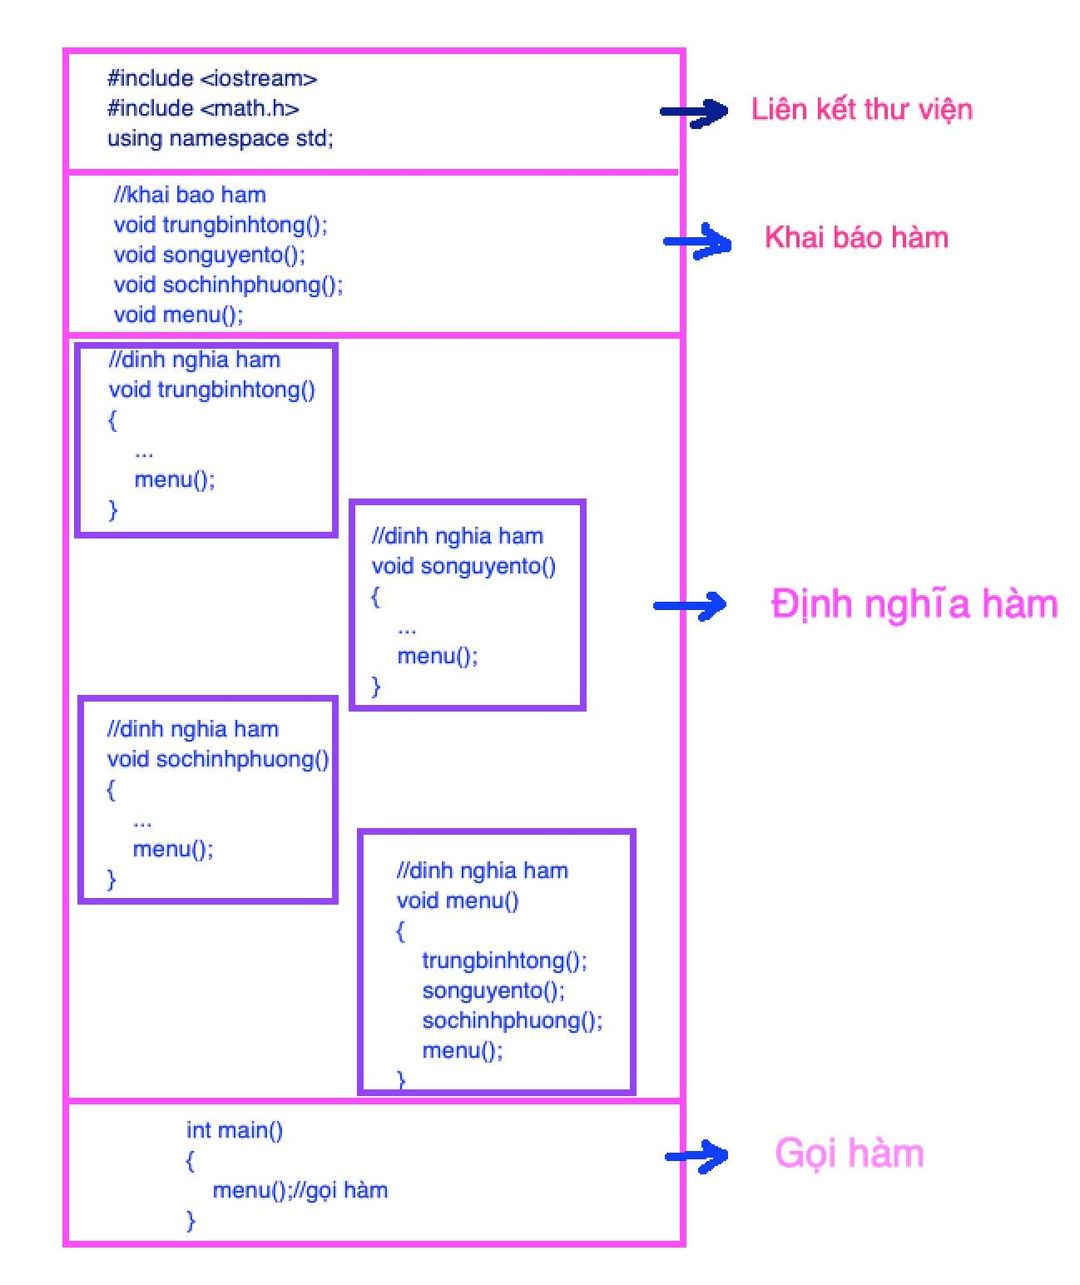 #include <iostream>
#include <math.h>
using namespace std;
Liên kết thư viện
//khai bao ham
void trungbinhtong();
void songuyento();
void sochinhphuong();
void menu();
Khai báo hàm
//dinh nghia ham
void trungbinhtong()
{
...
menu();
}
//dinh nghia ham
void songuyento()
{
...
menu();
}
Định nghĩa hàm
//dinh nghia ham
void sochinhphuong()
{
...
menu();
}
//dinh nghia ham
void menu()
{
trungbinhtong();
songuyento();
sochinhphuong();
menu();
}
int main()
{
menu();//gọi hàm
}
Gọi hàm